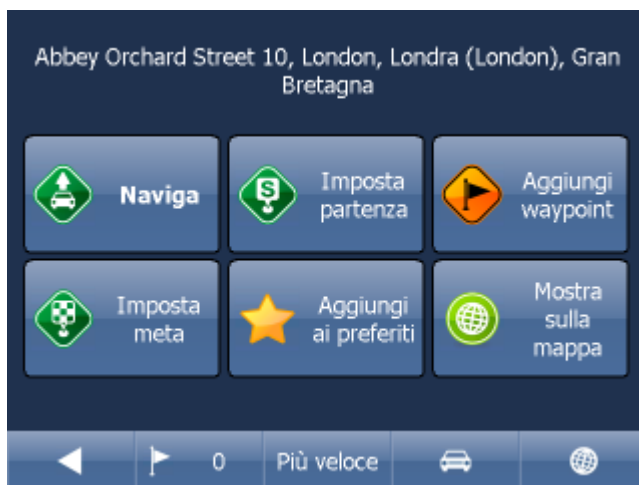 Abbey Orchard Street 10, London, Londra (London), Gran
Bretagna
Naviga
Imposta
partenza
Aggiungi
waypoint
Imposta
meta
Aggiungi
ai preferiti
Mostra
sulla
mappa
0
Più veloce